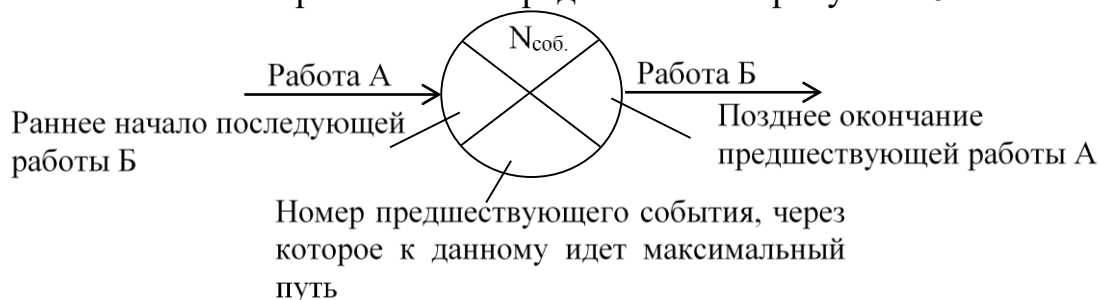 Nсоб.
Работа А
Работа Б
Раннее начало последующей
работы Б
Позднее окончание
предшествующей работы А
Номер предшествующего события, через
которое к данному идет максимальный
путь